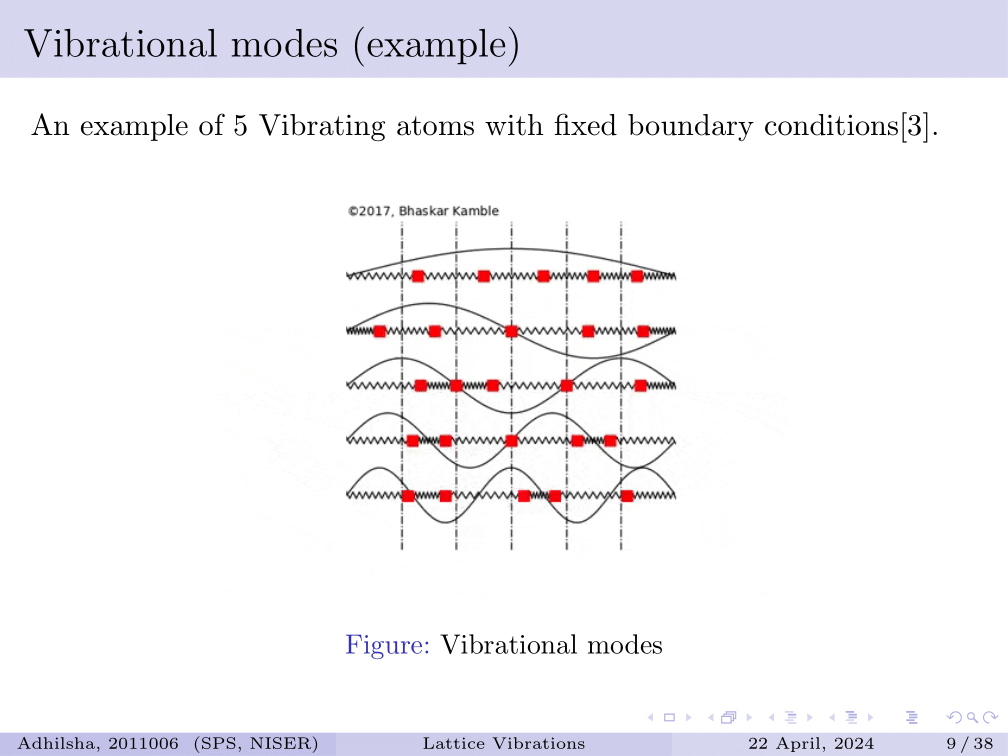 Vibrational modes (example)
An example of 5 Vibrating atoms with fixed boundary conditions[3].
©2017, Bhaskar Kamble
Figure: Vibrational modes
Adhilsha, 2011006 (SPS, NISER)
Lattice Vibrations
22 April, 2024
9 / 38